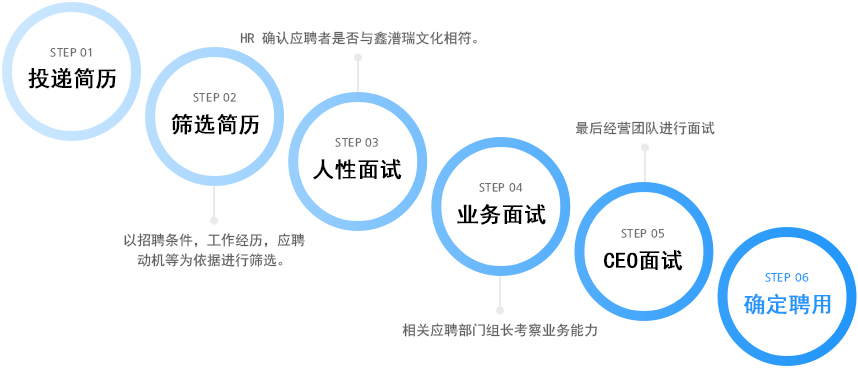 STEP 01
投递简历
STEP 02
筛选简历
以招聘条件，工作经历，应聘
动机等为依据进行筛选。
HR 确认应聘者是否与鑫潽瑞文化相符。
STEP 03
人性面试
STEP 04
业务面试
相关应聘部门组长考察业务能力
最后经营团队进行面试
STEP 05
CEO面试
STEP 06
确定聘用